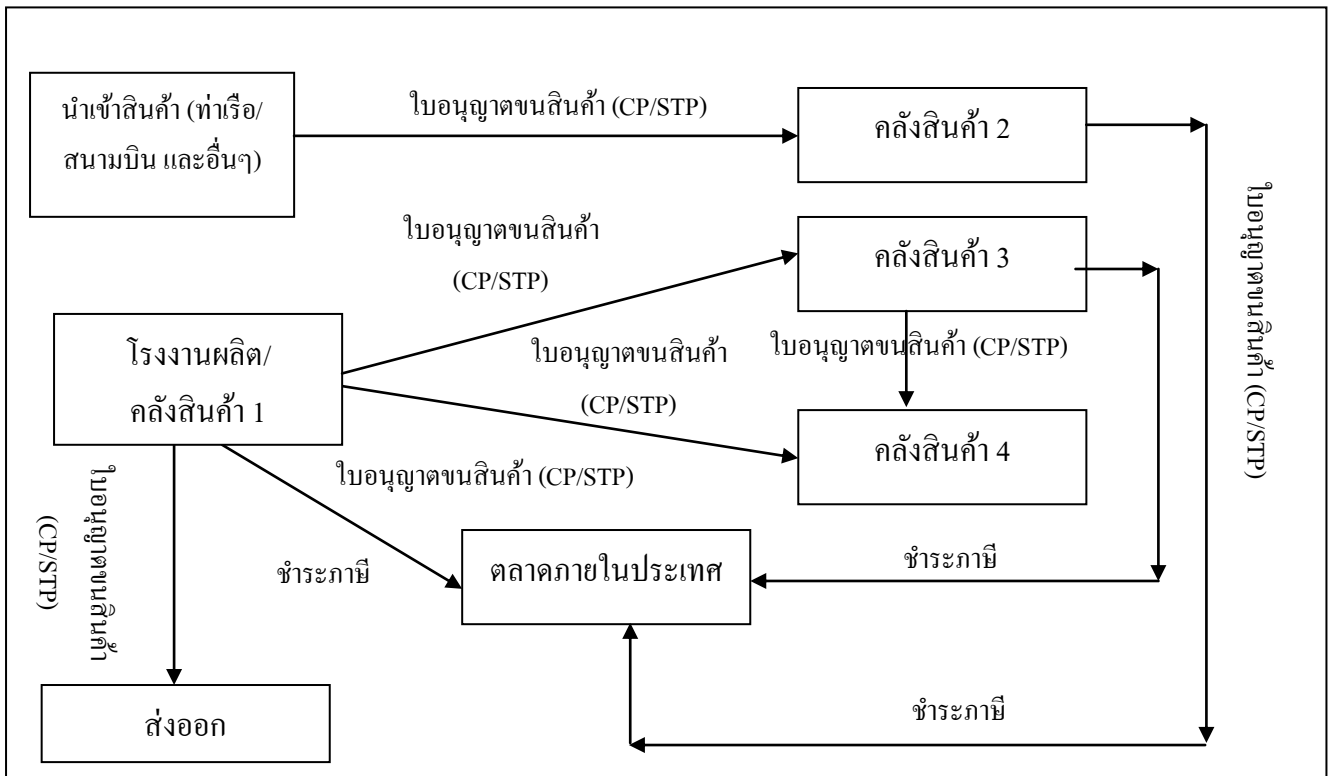 นำเข้าสินค้า (ท่าเรือ/
สนามบิน และอื่นๆ)
ใบอนุญาตขนสินค้า (CP/STP)
คลังสินค้า 2
ใบอนุญาตขนสินค้า (CP/STP)
ใบอนุญาตขนสินค้า
(CP/STP)
คลังสินค้า 3
โรงงานผลิต/
คลังสินค้า 1
ใบอนุญาตขนสินค้า
(CP/STP)
ใบอนุญาตขนสินค้า (CP/STP)
คลังสินค้า 4
ใบอนุญาตขนสินค้า (CP/STP)
ชำระภาษี
ใบอนุญาตขนสินค้า
(CP/STP)
ตลาดภายในประเทศ
ชำระภาษี
ส่งออก
ชำระภาษี